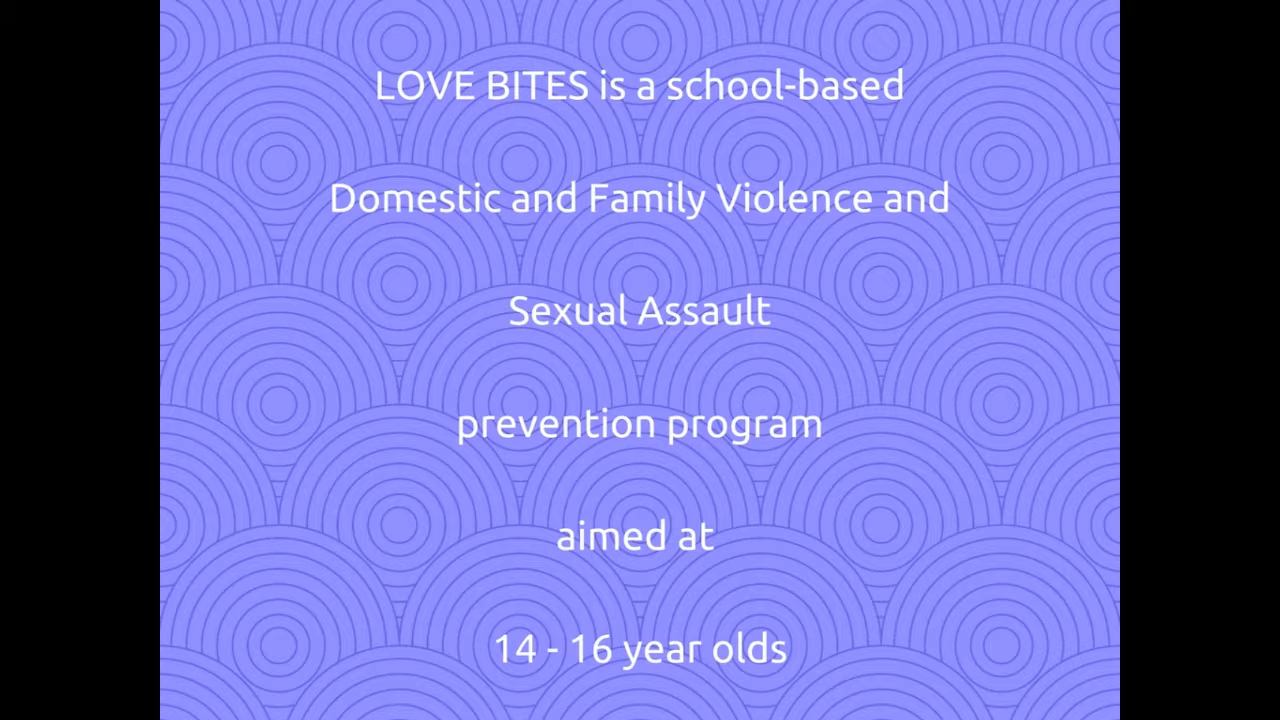 LOVE BITES is a school-based
Domestic and Family Violence and
Sexual Assault
prevention program
aimed at
14 - 16 year olds